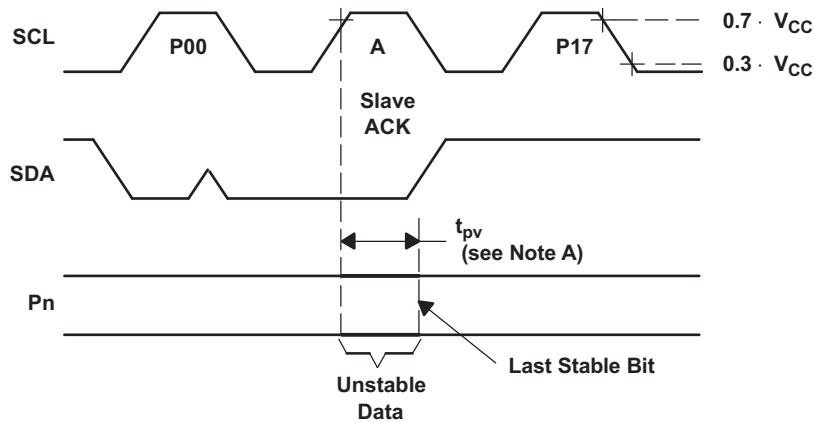 SCL
P00
A
P17
0.7 · VCC
0.3 · VCC
Slave
ACK
SDA
tpv
(see Note A)
Pn
Last Stable Bit
Unstable
Data